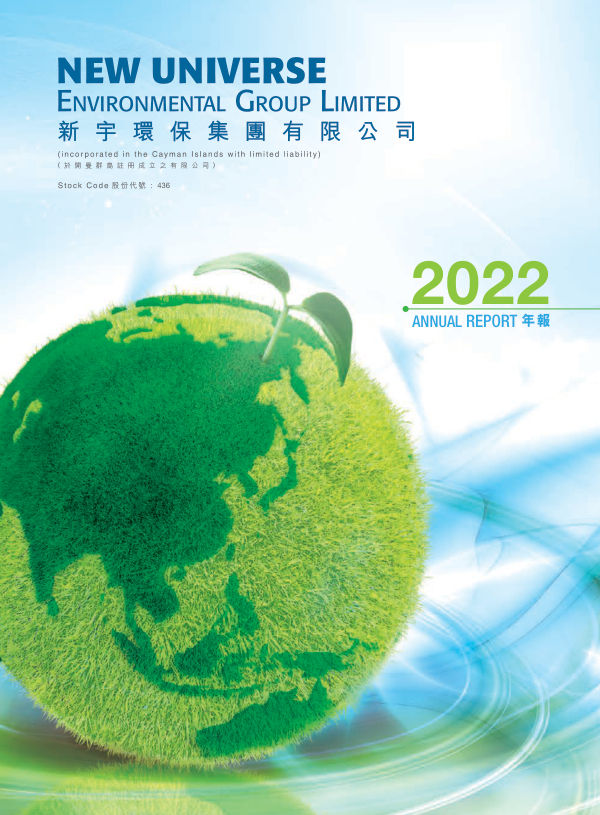 NEW UNIVERSE
ENVIRONMENTAL GROUP LIMITED
新宇環保集團有限公司
(incorporated in the Cayman Islands with limited liability)
(於開曼群島註冊成立之有限公司)
Stock Code 股份代號 : 436
2022
ANNUAL REPORT 年報